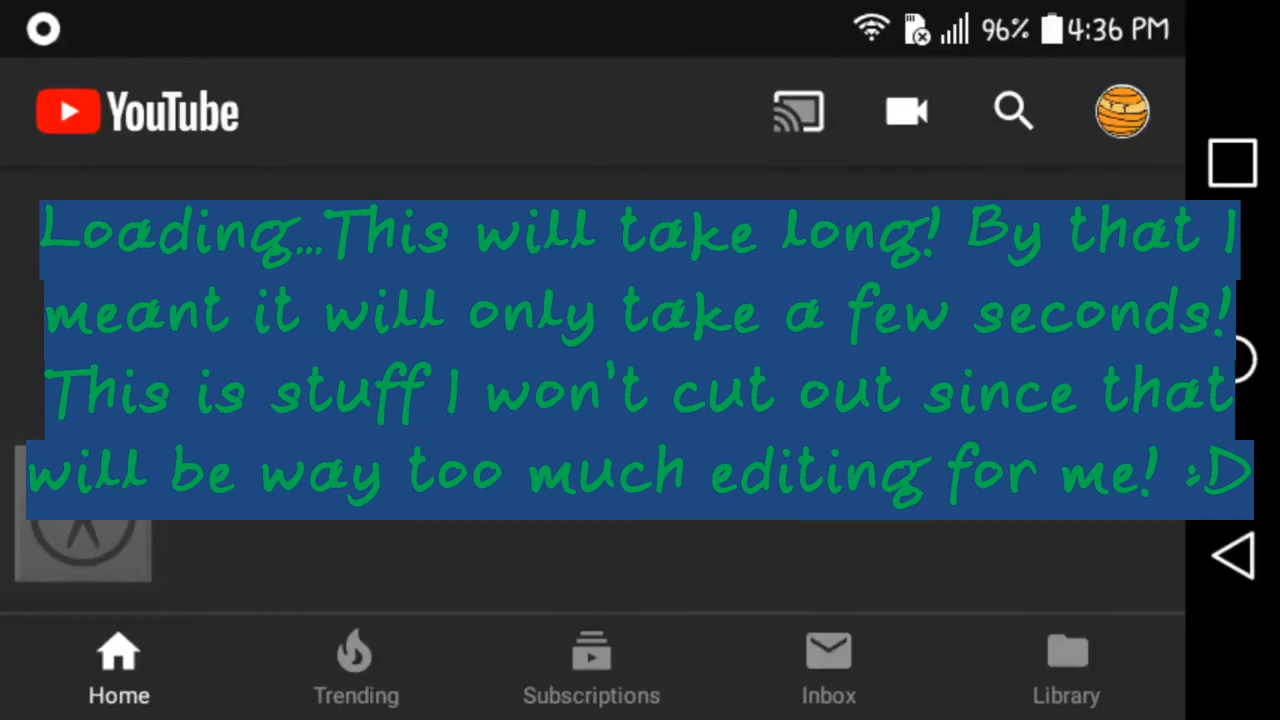 96% 4:36 PM
YouTube
Loading...This will take long! By that I
meant it will only take a few seconds!
This is stuff I won't cut out since that
will be way too much editing for me! :D
Home Trending Subscriptions Inbox Library